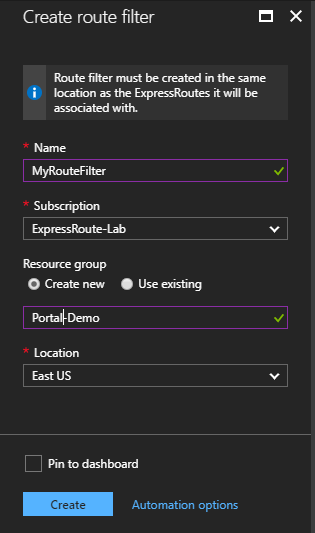 Create route filter
Route filter must be created in the same
location as the ExpressRoutes it will be
associated with.
* Name
MyRouteFilter
* Subscription
ExpressRoute-Lab
Resource group
Create new Use existing
Portal-Demo
* Location
East US
Pin to dashboard
Create Automation options